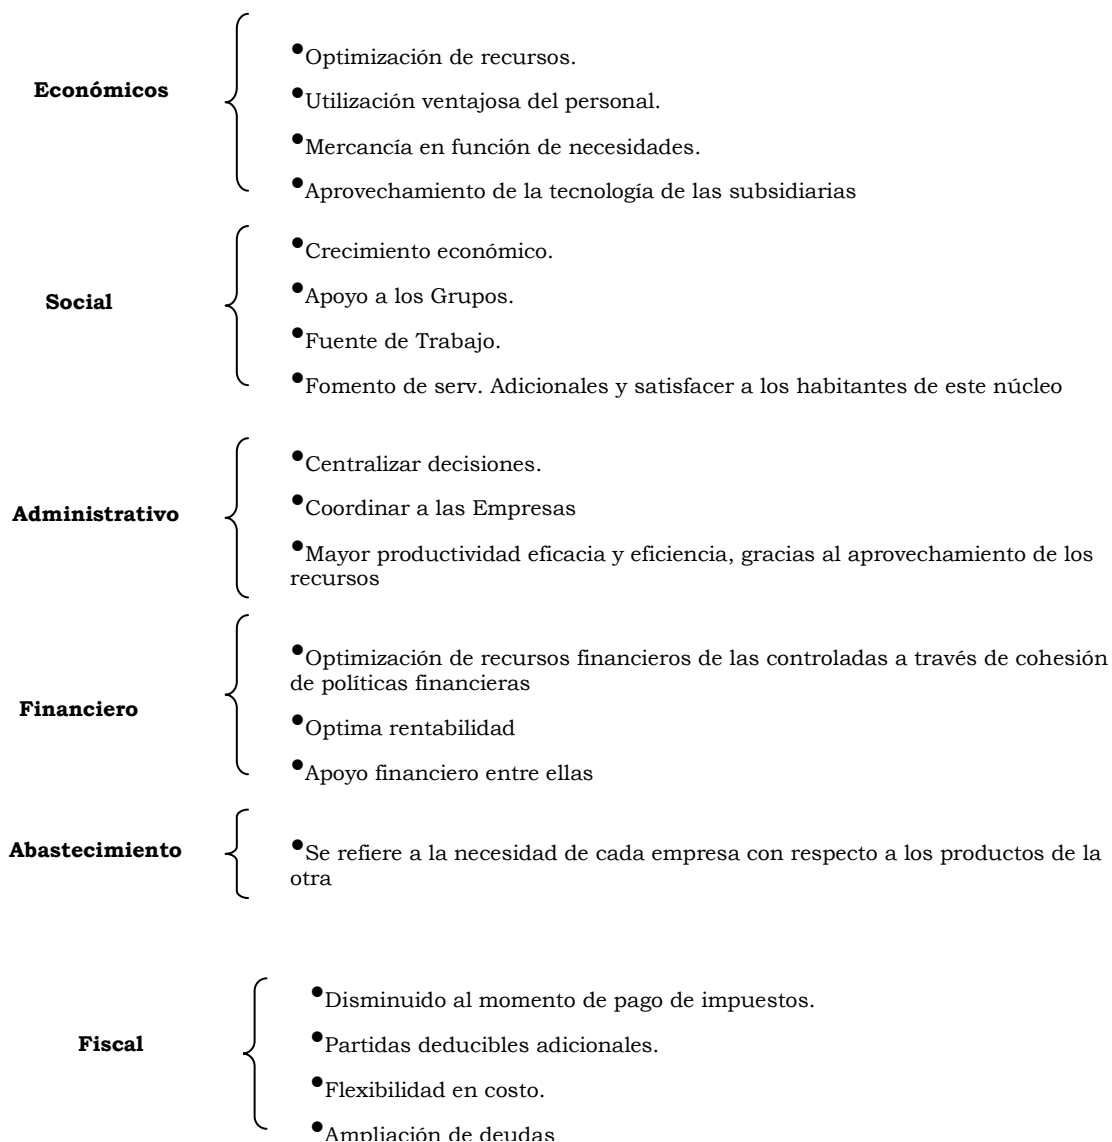 Económicos
•Optimización de recursos.
•Utilización ventajosa del personal.
•Mercancía en función de necesidades.
•Aprovechamiento de la tecnología de las subsidiarias
Social
•Crecimiento económico.
•Apoyo a los Grupos.
•Fuente de Trabajo.
•Fomento de serv. Adicionales y satisfacer a los habitantes de este núcleo
Administrativo
•Centralizar decisiones.
•Coordinar a las Empresas
•Mayor productividad eficacia y eficiencia, gracias al aprovechamiento de los
recursos
Financiero
•Optimización de recursos financieros de las controladas a través de cohesión
de políticas financieras
•Optima rentabilidad
•Apoyo financiero entre ellas
Abastecimiento
•Se refiere a la necesidad de cada empresa con respecto a los productos de la
otra
Fiscal
•Disminuido al momento de pago de impuestos.
•Partidas deducibles adicionales.
•Flexibilidad en costo.
•Ampliación de deudas